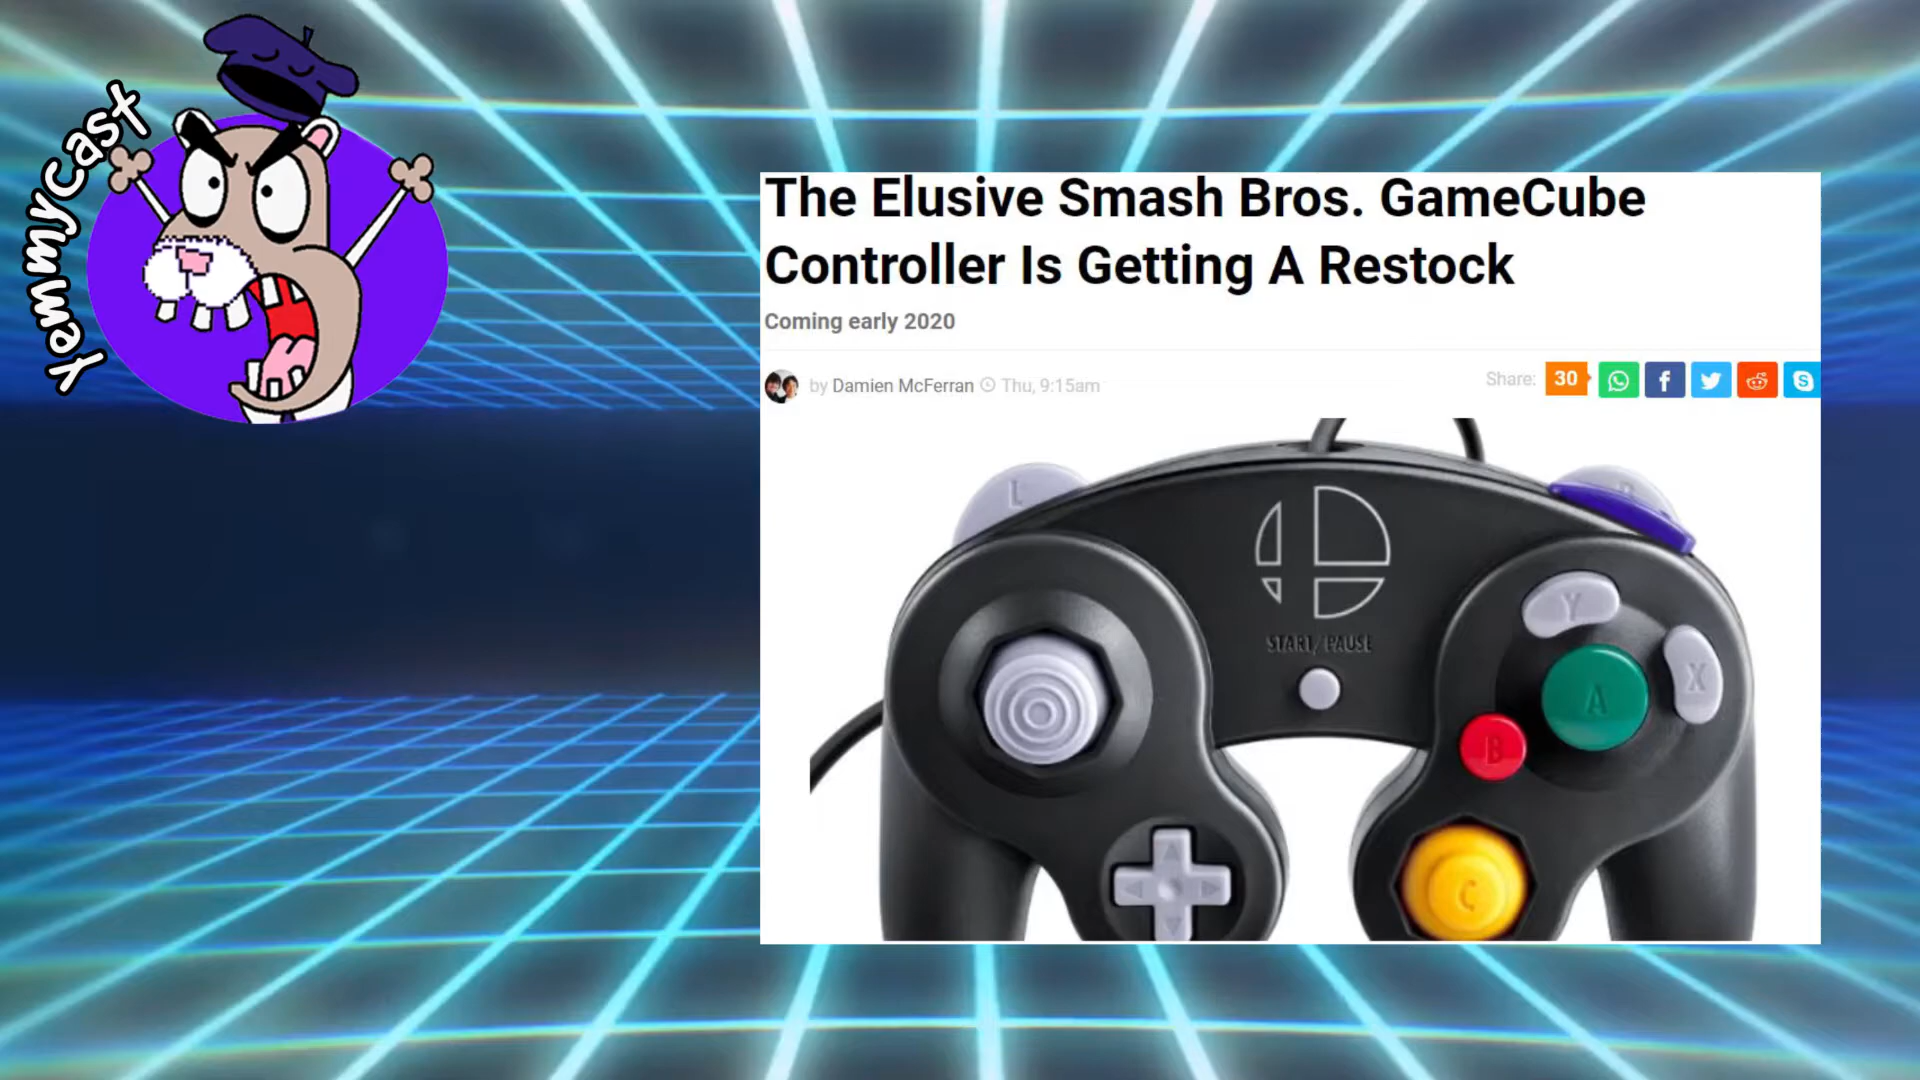 Yemmycast
The Elusive Smash Bros. GameCube
Controller Is Getting A Restock
Coming early 2020
by Damien McFerran Thu, 9:15am
Share: 30
L
START/PAUSE
Y
X
A
B
C